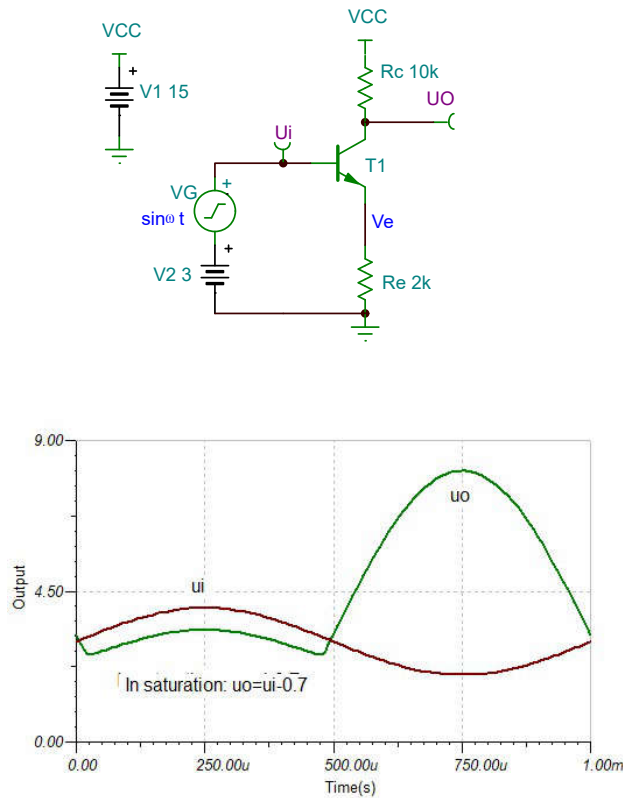 VCC
VCC
+
V1 15
Rc 10k
UO
Ui
T1
VG
+
sinω t
Ve
+
V2 3
Re 2k
9.00
uo
4.50
ui
Output
In saturation: uo=ui-0.7
0.00
0.00 250.00u 500.00u 750.00u 1.00m
Time(s)